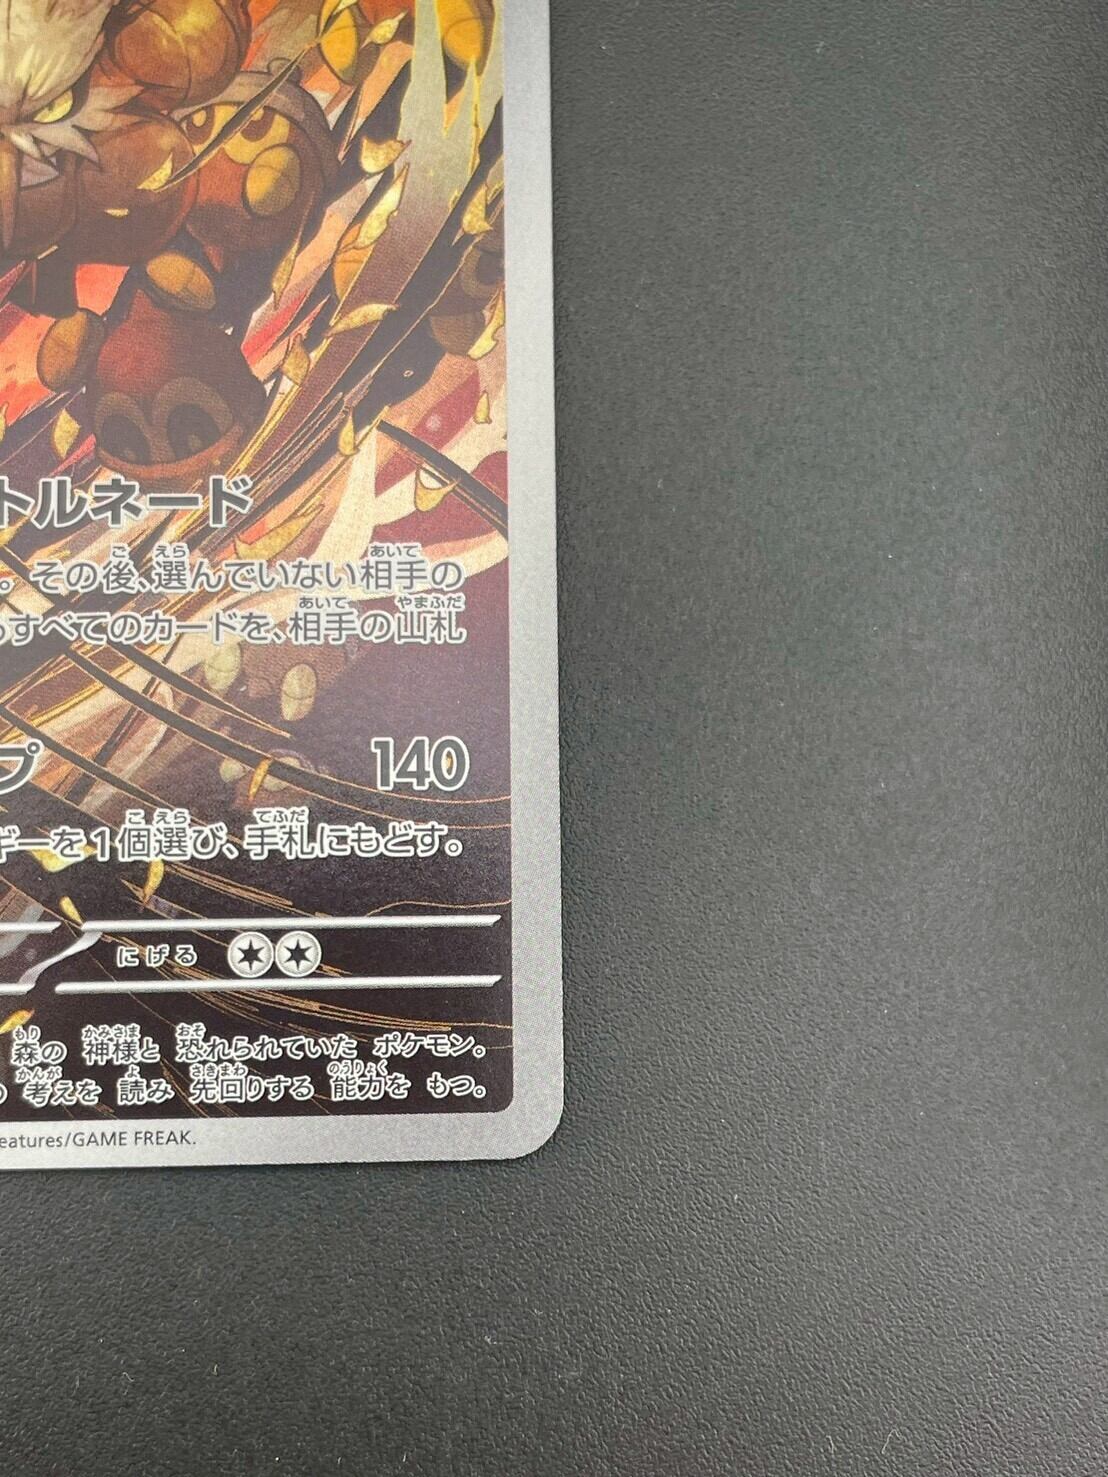 トルネード
。その後、選んでいない相手の
るすべてのカードを、相手の山札
プ 140
ギーを1個選び、手札にもどす。
にげる
森の 神様と 恐れられていた ポケモン。
の 考えを 読み 先回りする 能力を もつ。
eatures/GAME FREAK.